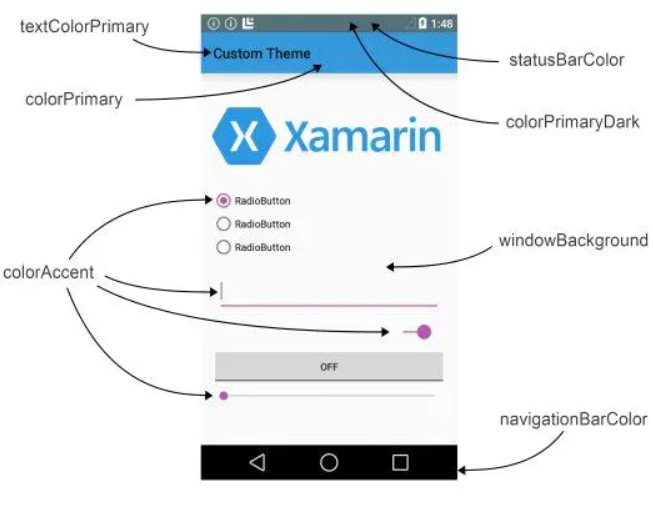 textColorPrimary
1:48
Custom Theme
statusBarColor
colorPrimary
colorPrimaryDark
X Xamarin
RadioButton
RadioButton
RadioButton
windowBackground
colorAccent
OFF
navigationBarColor